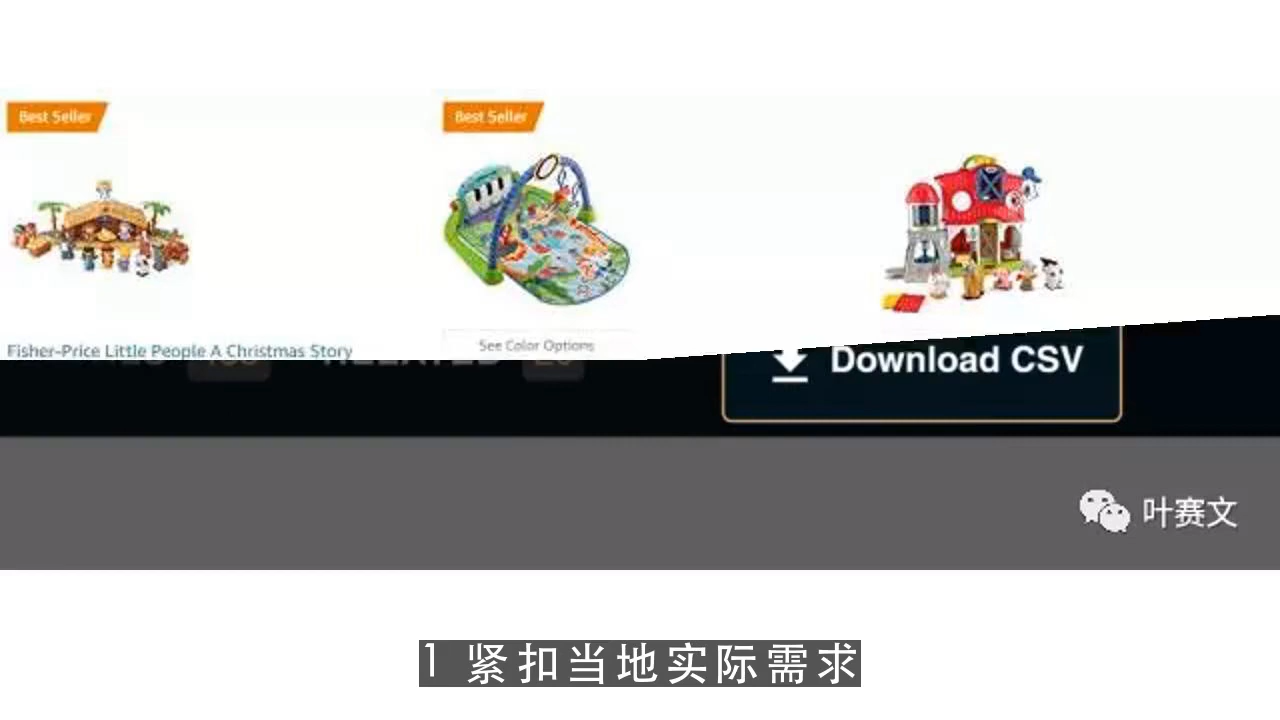 Best Seller
Best Seller
Fisher-Price Little People A Christmas Story
See Color Options
Download CSV
叶赛文
1 紧扣当地实际需求